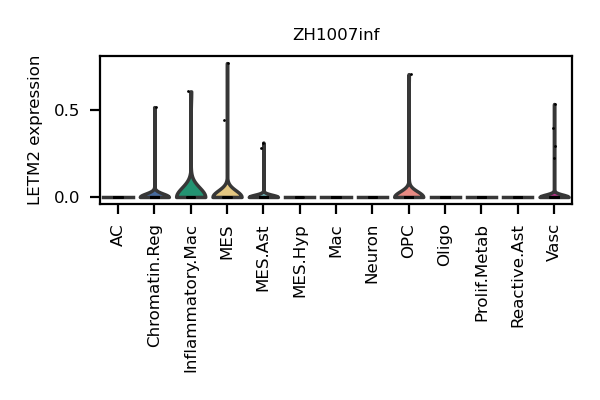 ZH1007inf
LETM2 expression
0.5
0.0
AC
Chromatin.Reg
Inflammatory.Mac
MES
MES.Ast
MES.Hyp
Mac
Neuron
OPC
Oligo
Prolif.Metab
Reactive.Ast
Vasc